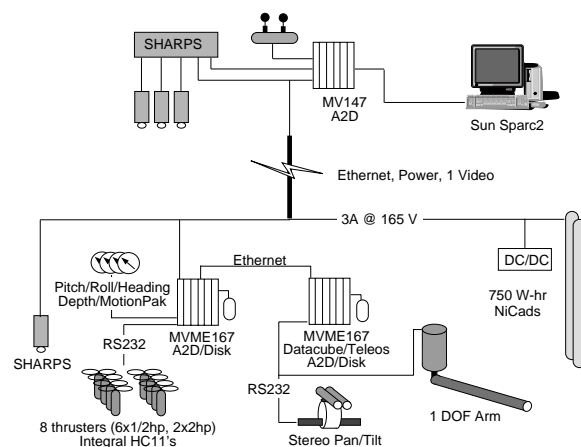 SHARPS
MV147
A2D
Sun Sparc2
Ethernet, Power, 1 Video
3A @ 165 V
Ethernet
DC/DC
Pitch/Roll/Heading
Depth/MotionPak
750 W-hr
NiCads
MVME167
A2D/Disk
MVME167
Datacube/Teleos
A2D/Disk
RS232
SHARPS
RS232
1 DOF Arm
8 thrusters (6x1/2hp, 2x2hp)
Integral HC11's
Stereo Pan/Tilt